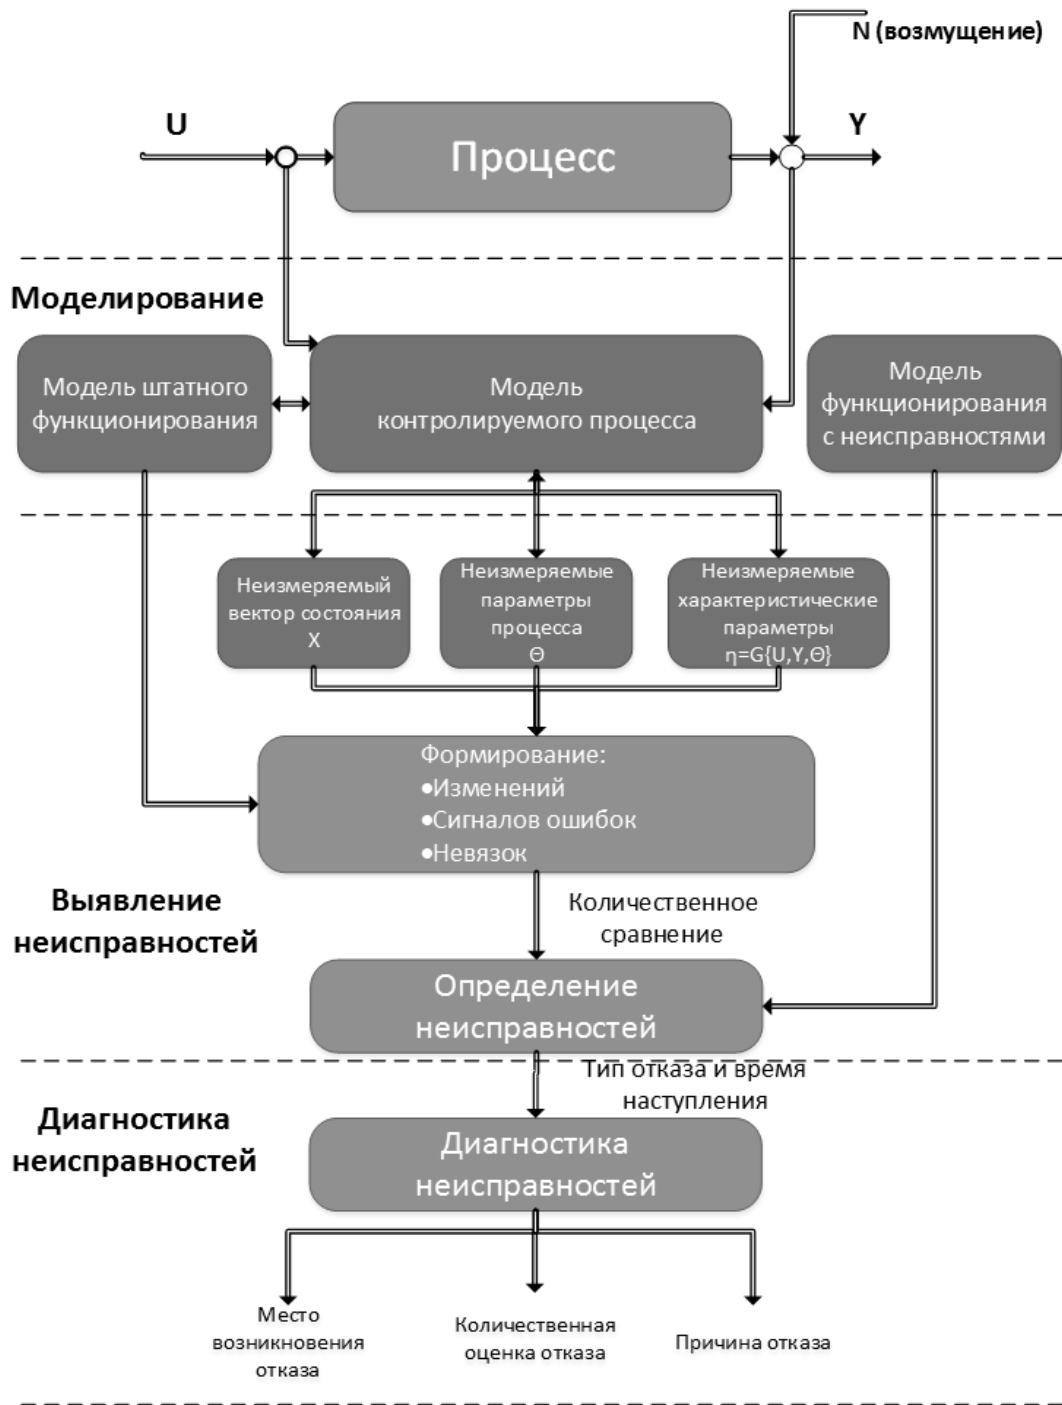 N (возмущение)
U
Процесс
Y
Моделирование
Модель штатного
функционирования
Модель
контролируемого процесса
Модель
функционирования
с неисправностями
Неизмеряемый
вектор состояния
X
Неизмеряемые
параметры
процесса
Θ
Неизмеряемые
характеристические
параметры
η=G{U,Y,Θ}
Формирование:
•Изменений
•Сигналов ошибок
•Невязок
Выявление
неисправностей
Количественное
сравнение
Определение
неисправностей
Тип отказа и время
наступления
Диагностика
неисправностей
Диагностика
неисправностей
Место
возникновения
отказа
Количественная
оценка отказа
Причина отказа